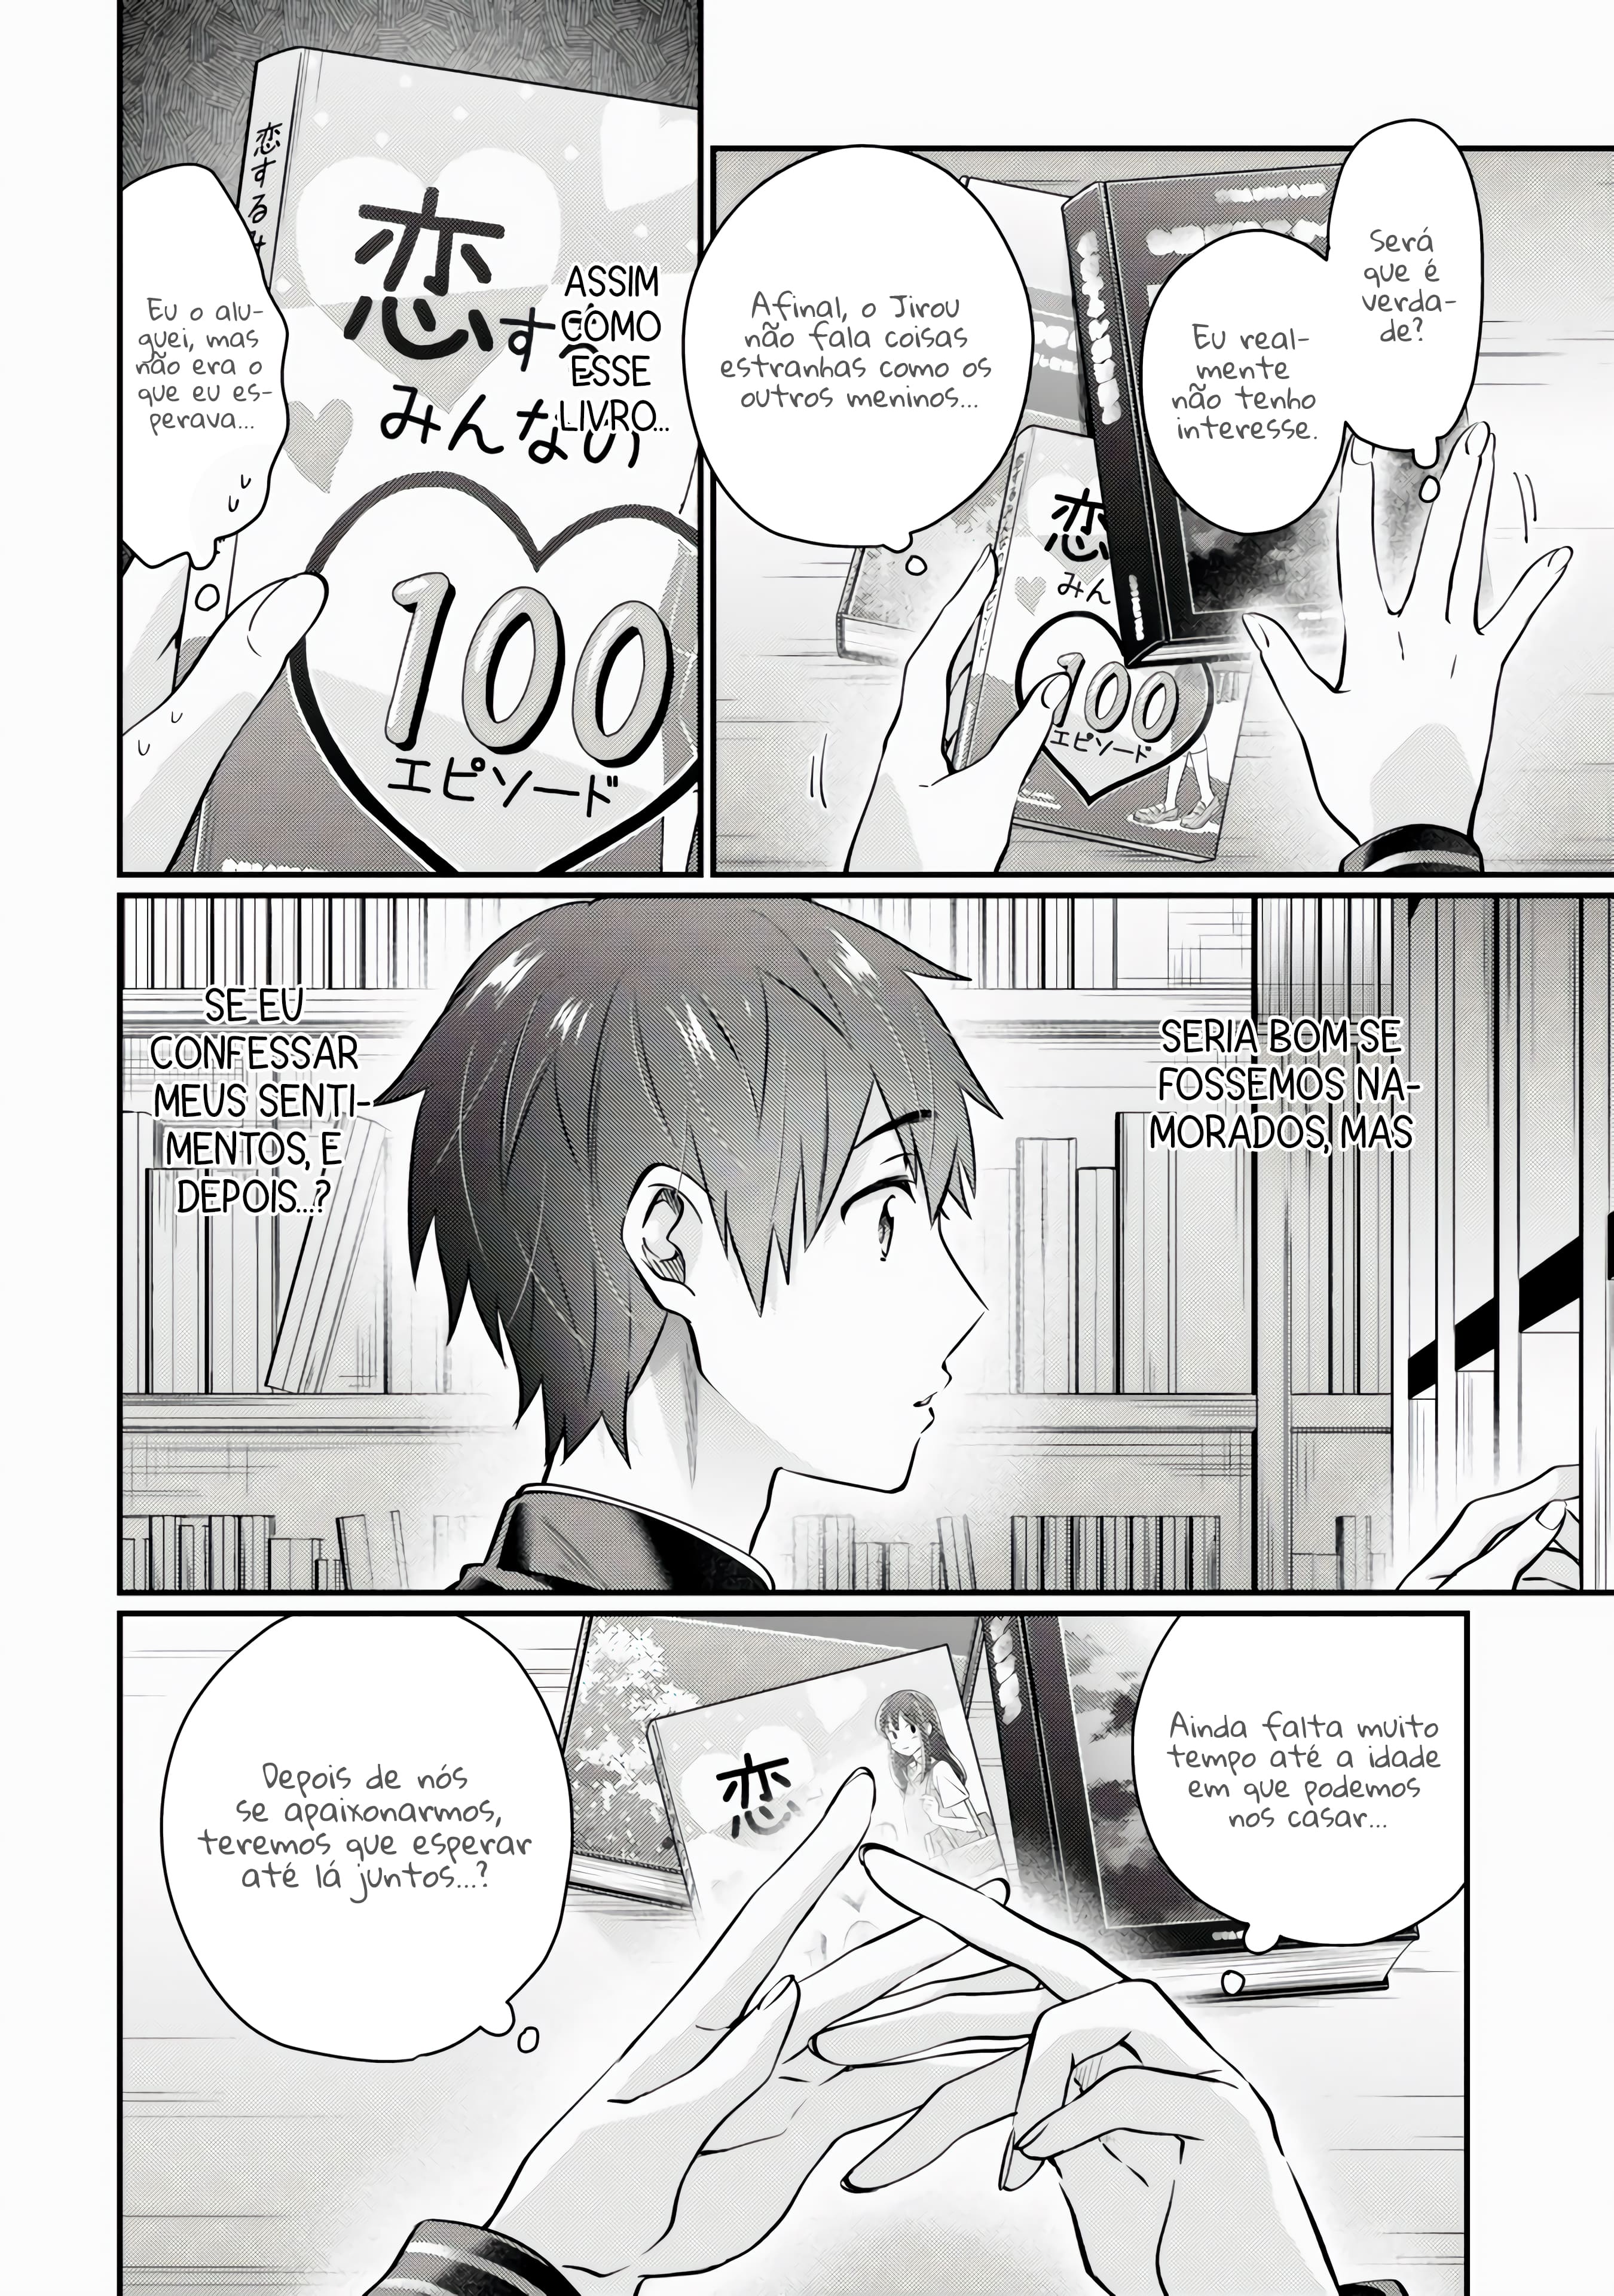 Será
que é
verda-
de?
Eu real-
mente
não tenho
interesse.
Afinal, o Jirou
não fala coisas
estranhas como os
outros meninos...
恋
みん
100
エピソード
ASSIM
COMO
ESSE
LIVRO...
恋するみ
恋する
みんなの
100
エピソード
Eu o alu-
guei, mas
não era o
que eu es-
perava...
SERIA BOM SE
FOSSEMOS NA-
MORADOS, MAS
SE EU
CONFESSAR
MEUS SENTI-
MENTOS, E
DEPOIS...?
Ainda falta muito
tempo até a idade
em que podemos
nos casar...
恋
Depois de nós
se apaixonarmos,
teremos que esperar
até lá juntos...?